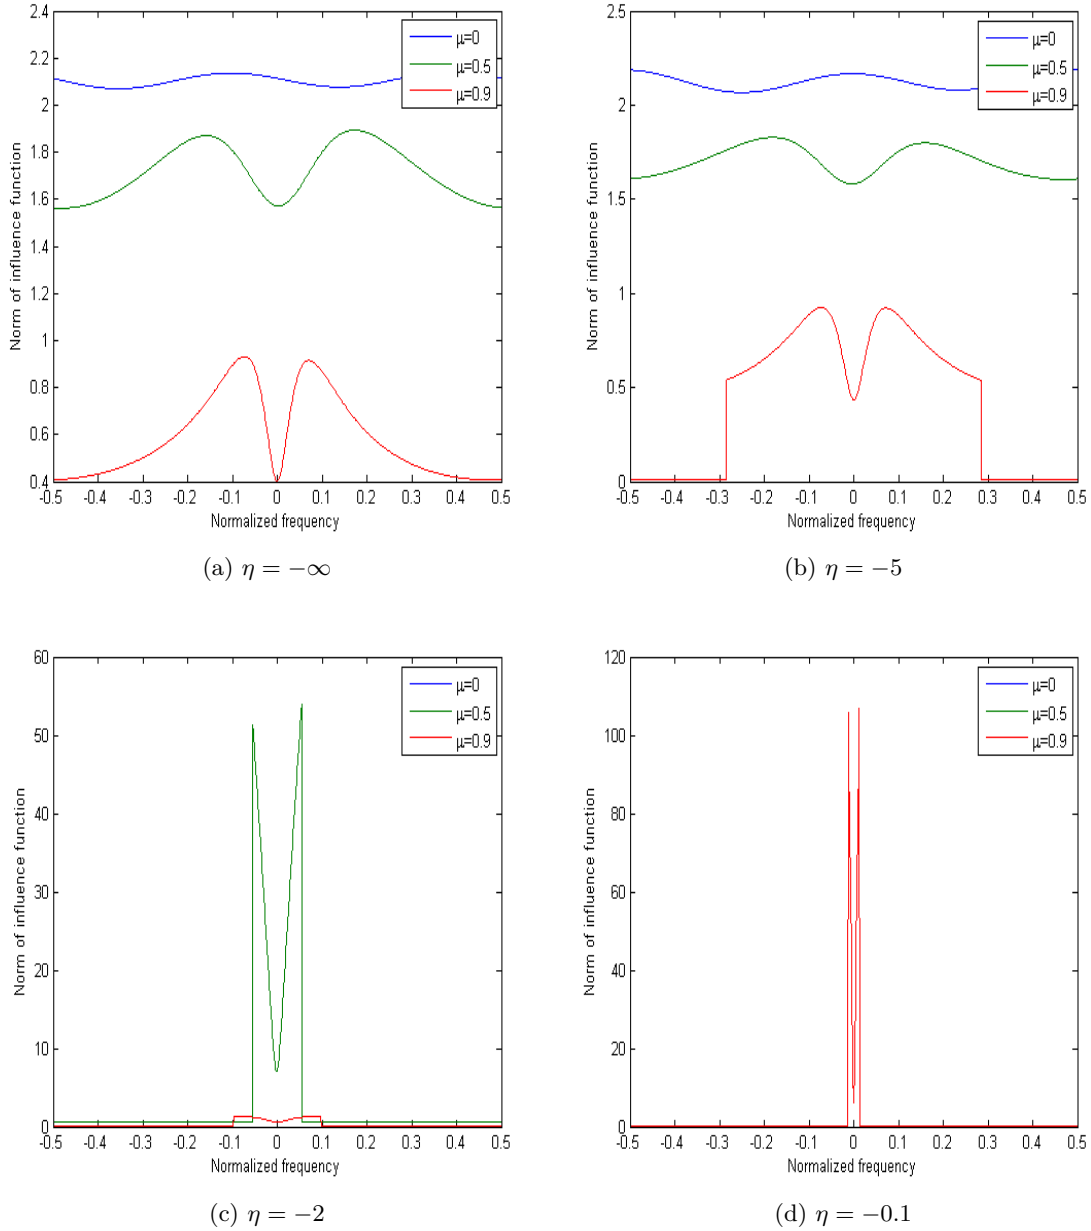 2.4
2.2
2
1.8
1.6
1.4
1.2
1
0.8
0.6
0.4
-0.5 -0.4 -0.3 -0.2 -0.1 0 0.1 0.2 0.3 0.4 0.5
Norm of influence function
Normalized frequency
μ=0
μ=0.5
μ=0.9
(a) η = −∞
2.5
2
1.5
1
0.5
0
-0.5 -0.4 -0.3 -0.2 -0.1 0 0.1 0.2 0.3 0.4 0.5
Norm of influence function
Normalized frequency
μ=0
μ=0.5
μ=0.9
(b) η = −5
60
50
40
30
20
10
0
-0.5 -0.4 -0.3 -0.2 -0.1 0 0.1 0.2 0.3 0.4 0.5
Norm of influence function
Normalized frequency
μ=0
μ=0.5
μ=0.9
(c) η = −2
120
100
80
60
40
20
0
-0.5 -0.4 -0.3 -0.2 -0.1 0 0.1 0.2 0.3 0.4 0.5
Norm of influence function
Normalized frequency
μ=0
μ=0.5
μ=0.9
(d) η = −0.1